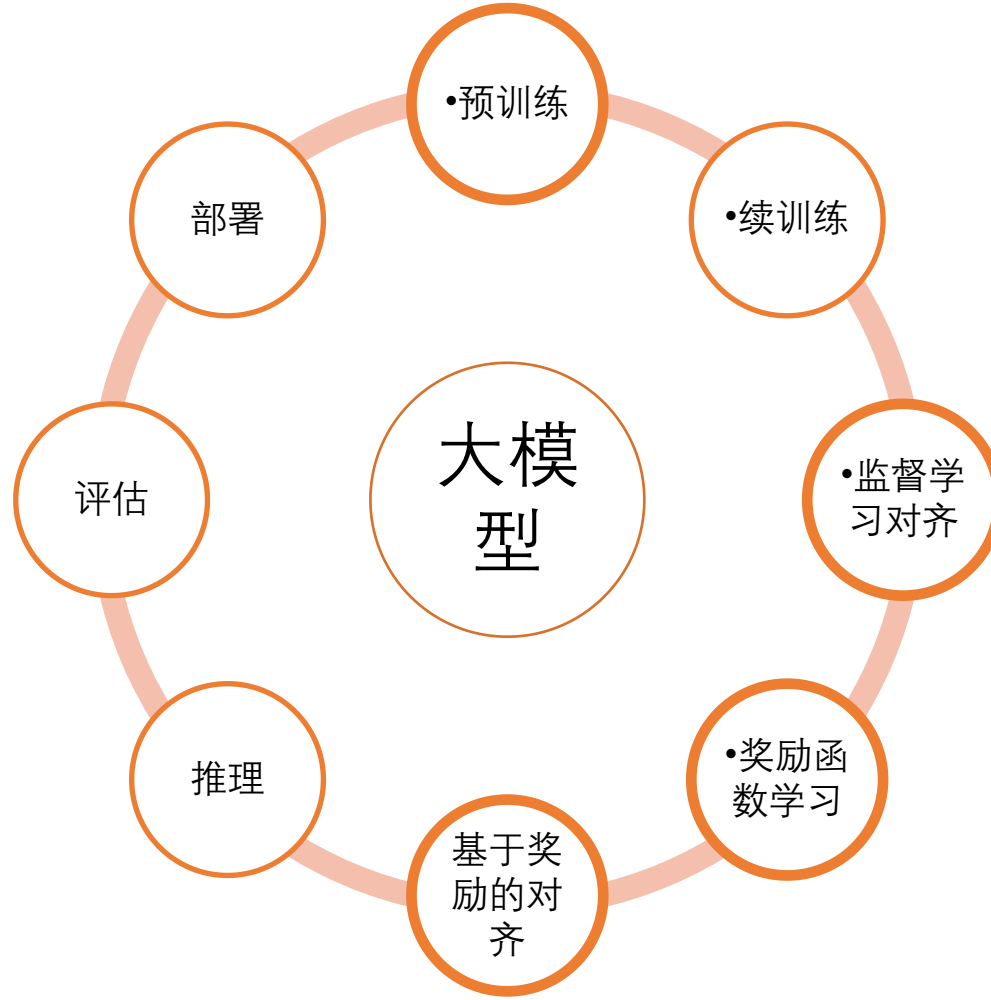 •预训练
•续训练
•监督学
习对齐
•奖励函
数学习
基于奖
励的对
齐
推理
评估
部署
大模
型